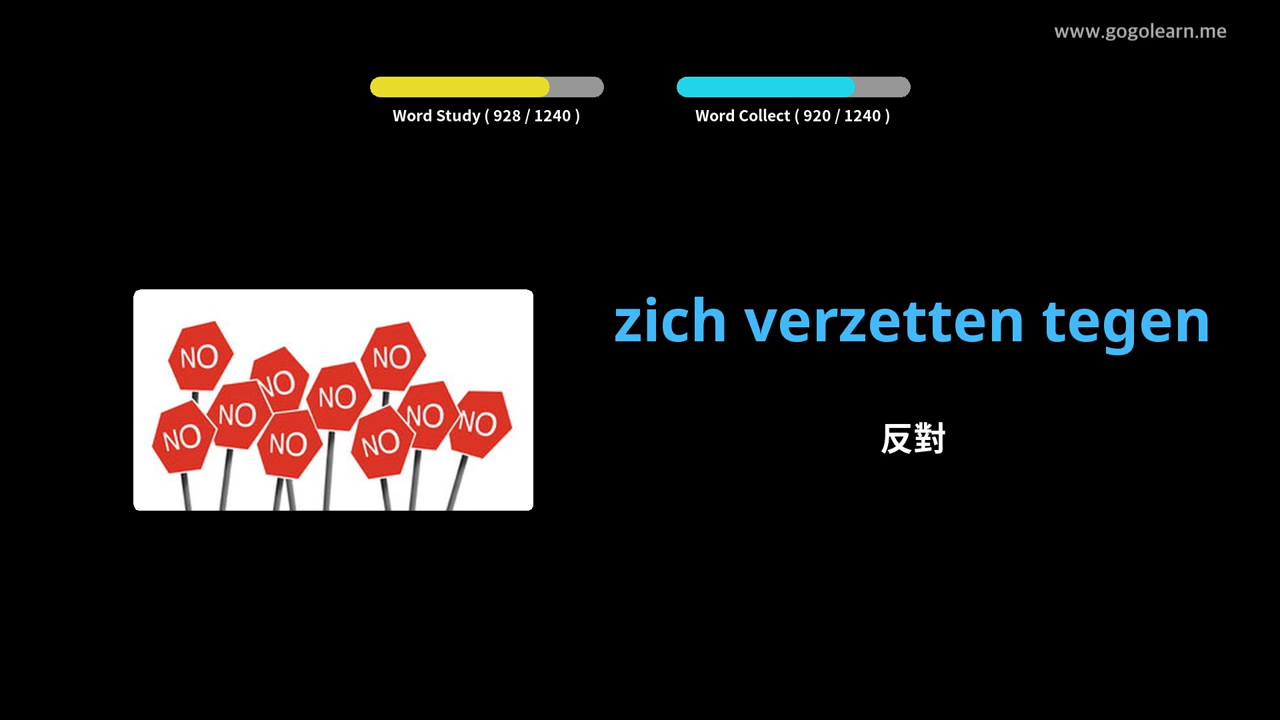 www.gogolearn.me
Word Study ( 928 / 1240 )
Word Collect ( 920 / 1240 )
zich verzetten tegen
反對
NO
NO
NO
NO
NO
NO
NO
NO
NO
NO